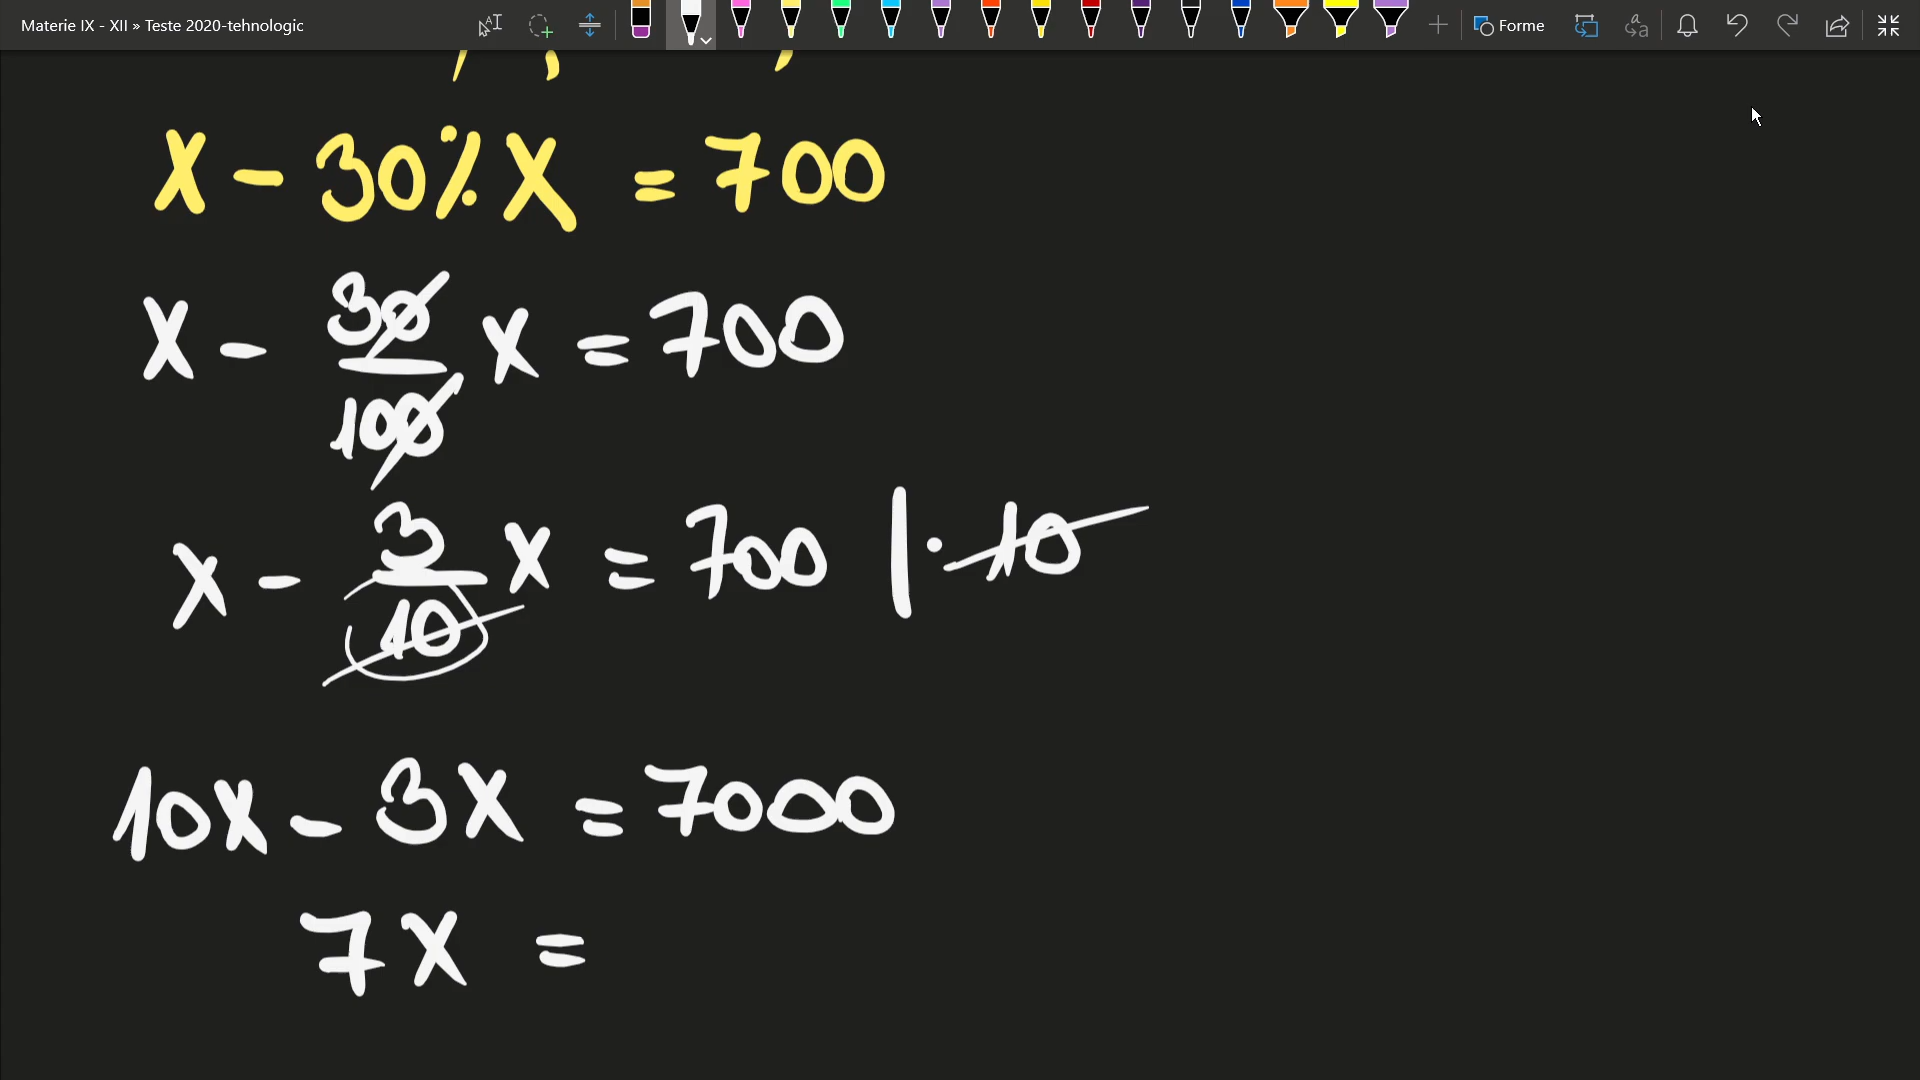 Materie IX - XII » Teste 2020-tehnologic
Forme
x - 30% x = 700
x - 30/100 x = 700
x - 3/10 x = 700 | · 10
10x - 3x = 7000
7x =